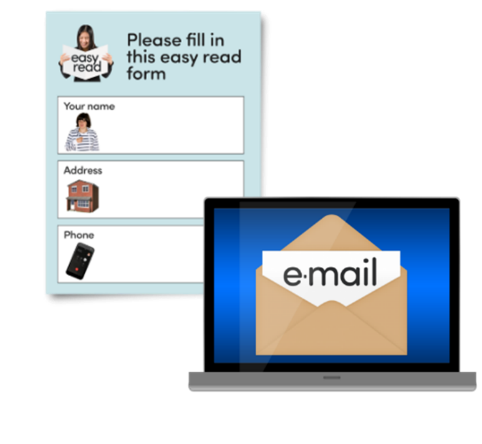 easy
read
Please fill in
this easy read
form
Your name
Address
Phone
e-mail